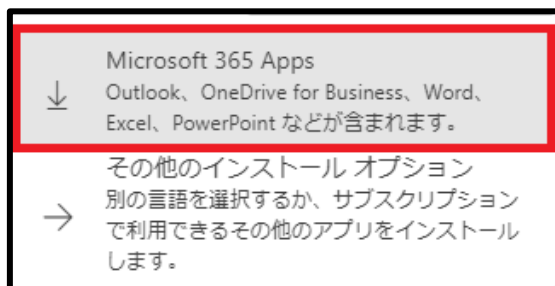 Microsoft 365 Apps
Outlook、OneDrive for Business、Word、
Excel、PowerPoint などが含まれます。
その他のインストール オプション
別の言語を選択するか、サブスクリプション
で利用できるその他のアプリをインストール
します。